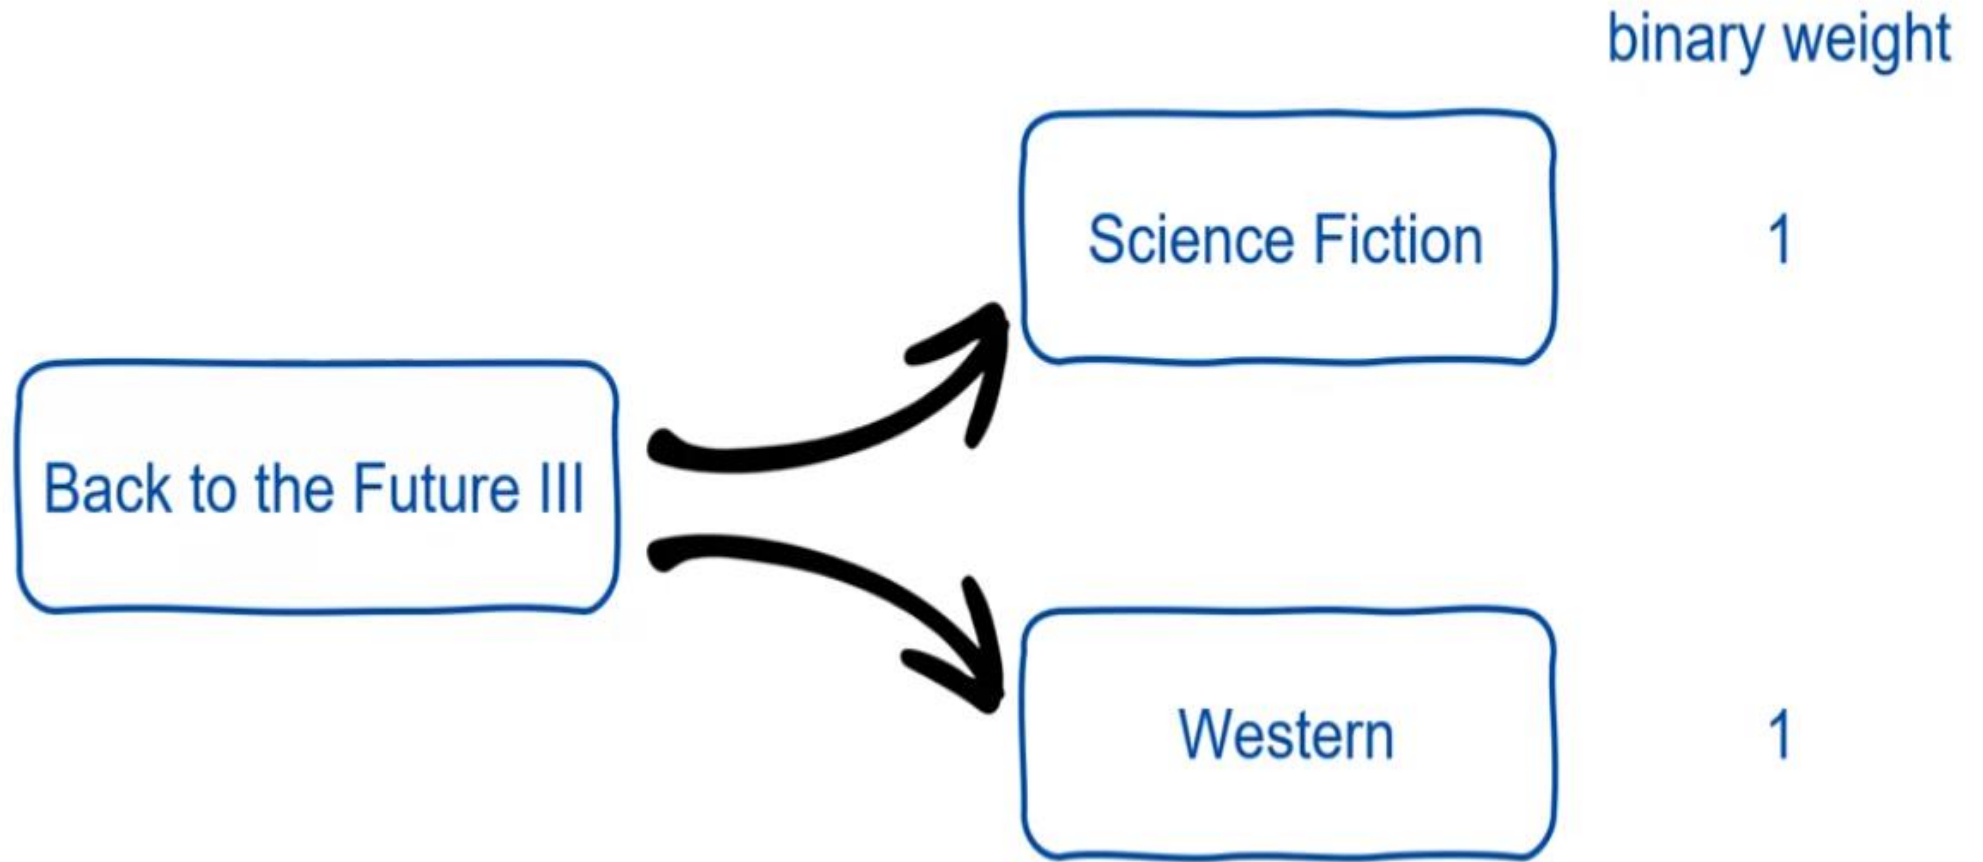 binary weight
Science Fiction
1
Back to the Future III
Western
1